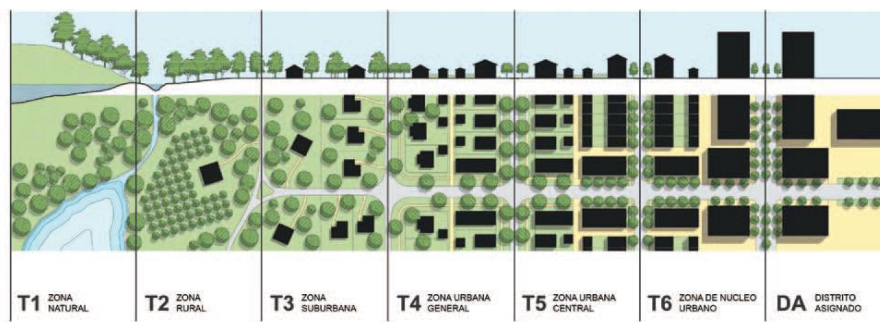 T1 ZONA NATURAL
T2 ZONA RURAL
T3 ZONA SUBURBANA
T4 ZONA URBANA GENERAL
T5 ZONA URBANA CENTRAL
T6 ZONA DE NUCLEO URBANO
DA DISTRITO ASIGNADO